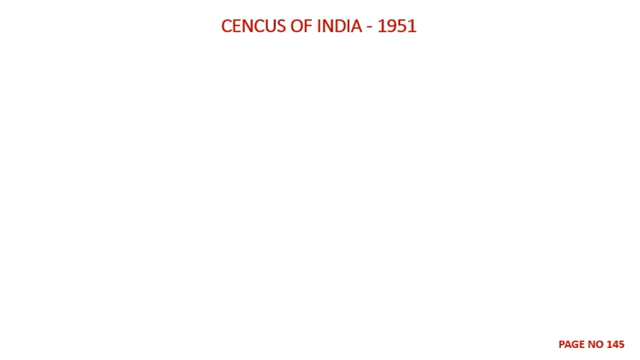 CENCUS OF INDIA - 1951
PAGE NO 145